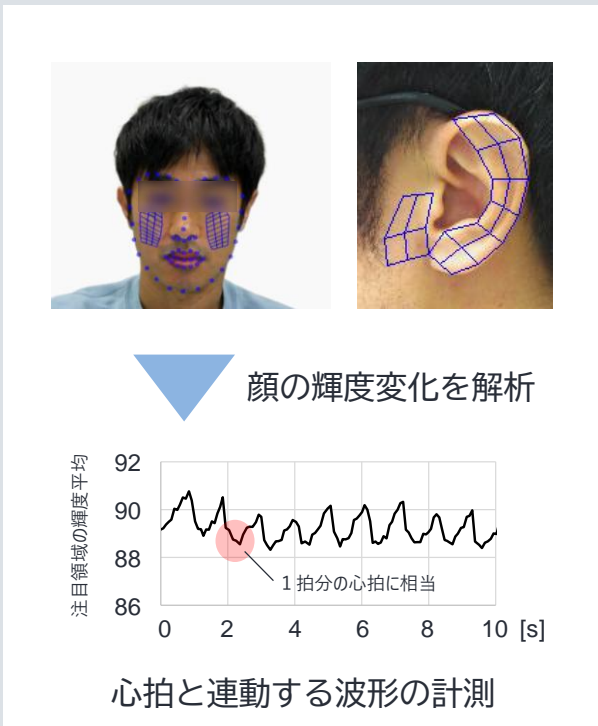 顔の輝度変化を解析
注目領域の輝度平均
92
90
88
86
1 拍分の心拍に相当
0 2 4 6 8 10 [s]
心拍と連動する波形の計測